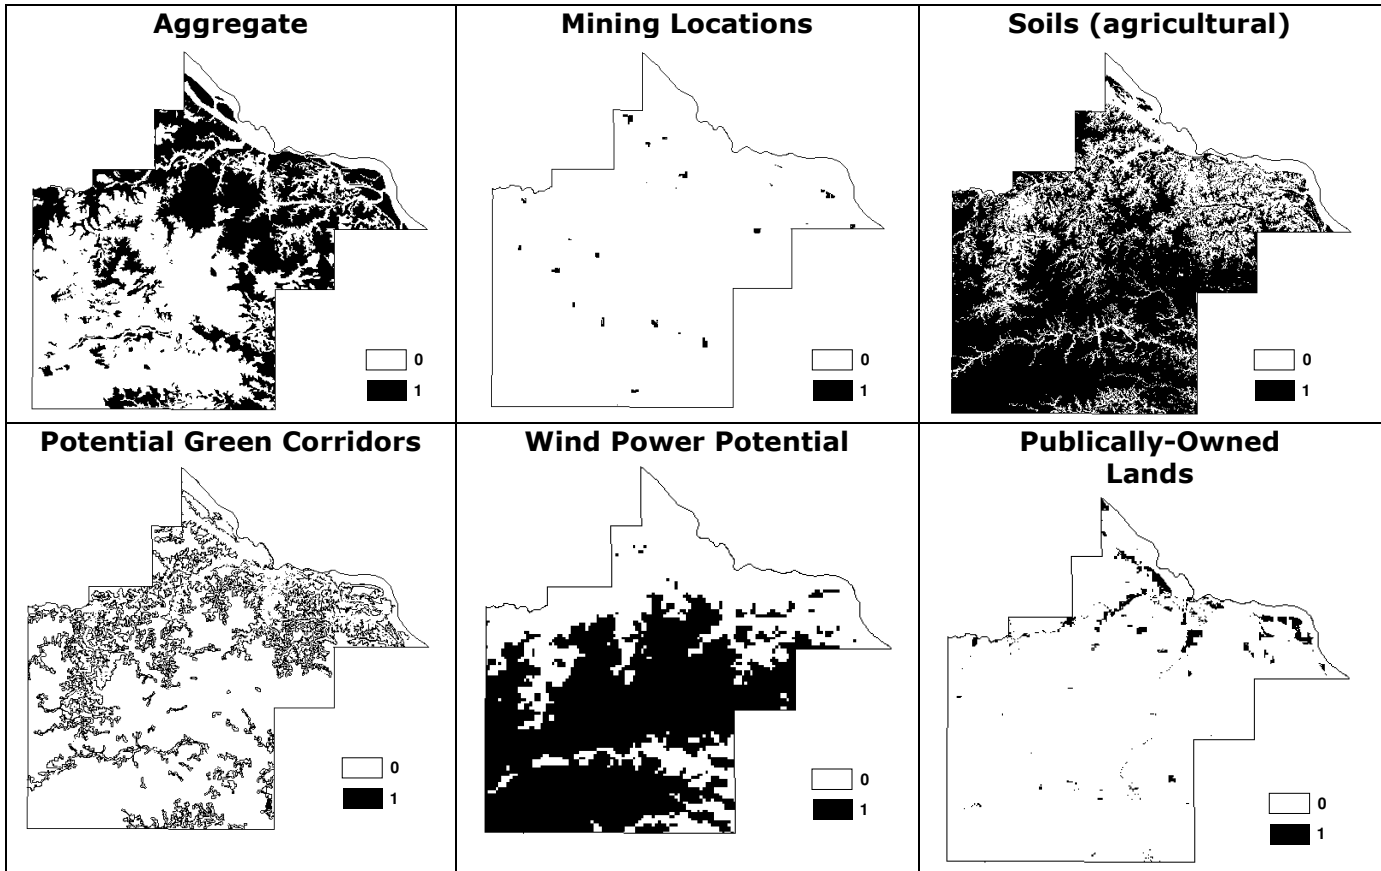 Aggregate
0
1
Mining Locations
0
1
Soils (agricultural)
0
1
Potential Green Corridors
0
1
Wind Power Potential
0
1
Publically-Owned
Lands
0
1